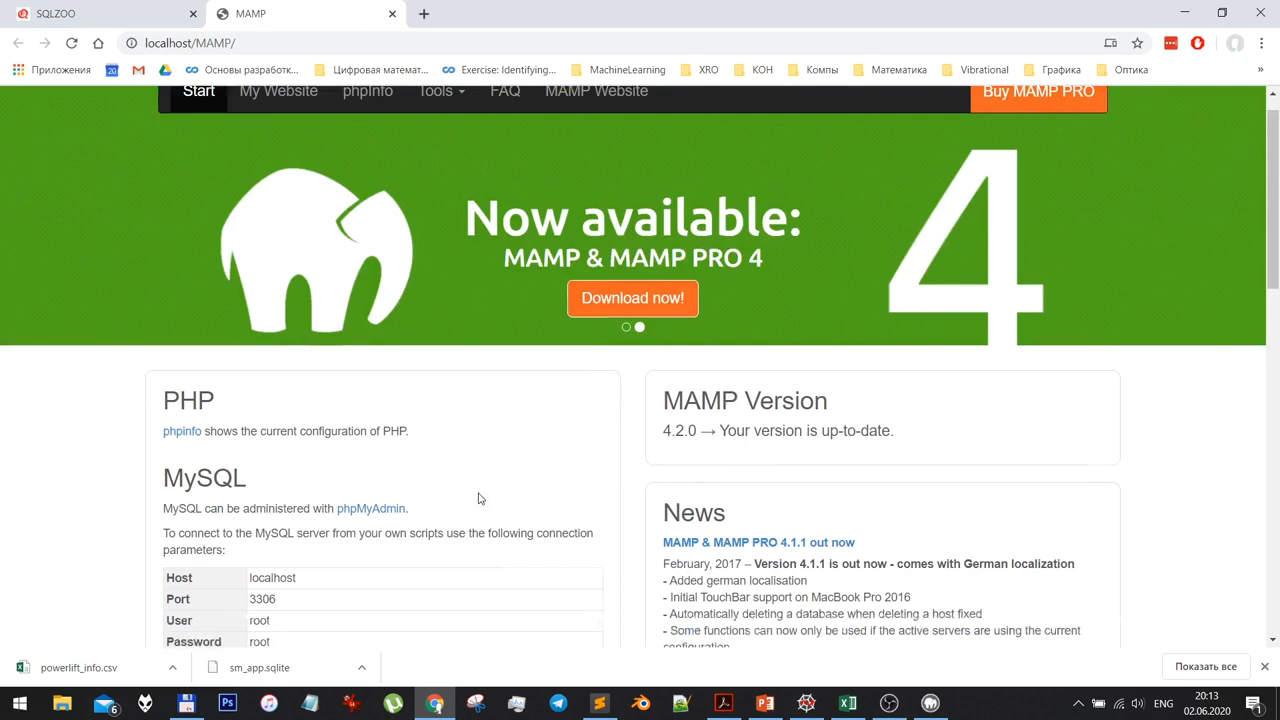 SQLZOO
MAMP
localhost/MAMP/
Приложения
20
Основы разработк...
Цифровая математ...
Exercise: Identifying...
MachineLearning
XRO
КОН
Компы
Математика
Vibrational
Графика
Оптика
»
Start
My Website
phpInfo
Tools
FAQ
MAMP Website
Buy MAMP PRO
Now available:
MAMP & MAMP PRO 4
Download now!
4
PHP
phpinfo shows the current configuration of PHP.
MySQL
MySQL can be administered with phpMyAdmin.
To connect to the MySQL server from your own scripts use the following connection
parameters:
Host localhost
Port 3306
User root
Password root
MAMP Version
4.2.0 → Your version is up-to-date.
News
MAMP & MAMP PRO 4.1.1 out now
February, 2017 – Version 4.1.1 is out now - comes with German localization
- Added german localisation
- Initial TouchBar support on MacBook Pro 2016
- Automatically deleting a database when deleting a host fixed
- Some functions can now only be used if the active servers are using the current
configuration
powerlift_info.csv
sm_app.sqlite
Показать все
6
Ps
ENG
20:13
02.06.2020
1